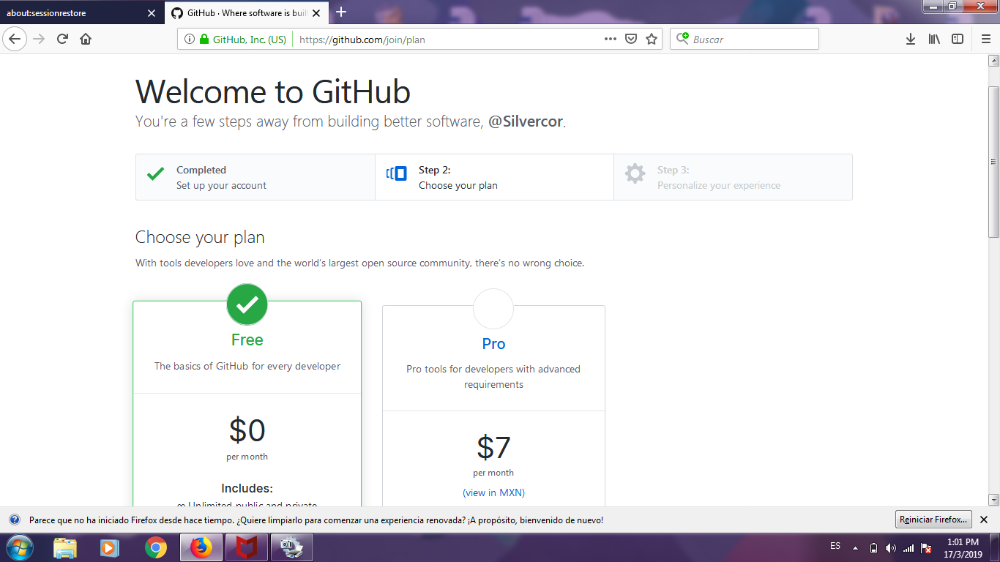 about:sessionrestore
GitHub · Where software is buil
GitHub, Inc. (US)
https://github.com/join/plan
Buscar
Welcome to GitHub
You're a few steps away from building better software, @Silvercor.
Completed
Set up your account
Step 2:
Choose your plan
Step 3:
Personalize your experience
Choose your plan
With tools developers love and the world's largest open source community, there's no wrong choice.
Free
The basics of GitHub for every developer
$0
per month
Includes:
∞ Unlimited public and private
Pro
Pro tools for developers with advanced
requirements
$7
per month
(view in MXN)
Parece que no ha iniciado Firefox desde hace tiempo. ¿Quiere limpiarlo para comenzar una experiencia renovada? ¡A propósito, bienvenido de nuevo!
Reiniciar Firefox...
ES
1:01 PM
17/3/2019